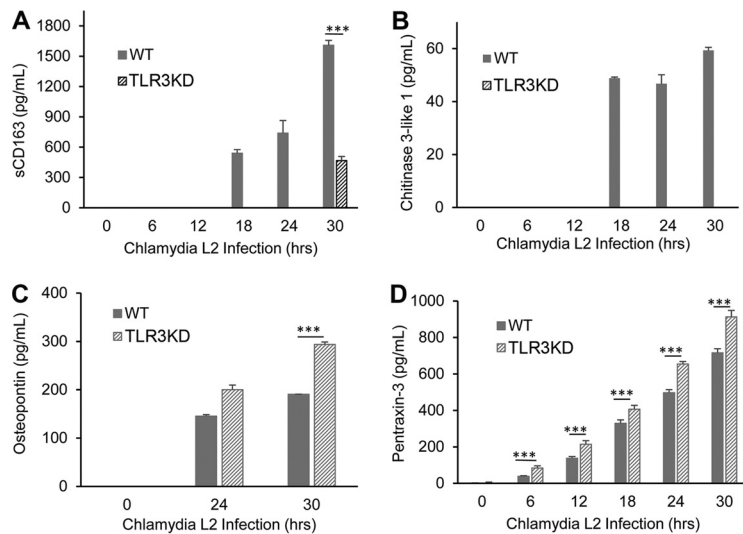 A
sCD163 (pg/mL)
1800
1500
1200
900
600
300
0
WT
TLR3KD
***
0 6 12 18 24 30
Chlamydia L2 Infection (hrs)
B
Chitinase 3-like 1 (pg/mL)
60
40
20
0
WT
TLR3KD
0 6 12 18 24 30
Chlamydia L2 Infection (hrs)
C
Osteopontin (pg/mL)
400
300
200
100
0
WT
TLR3KD
***
0 24 30
Chlamydia L2 Infection (hrs)
D
Pentraxin-3 (pg/mL)
1000
800
600
400
200
0
WT
TLR3KD
*** *** *** *** ***
0 6 12 18 24 30
Chlamydia L2 Infection (hrs)